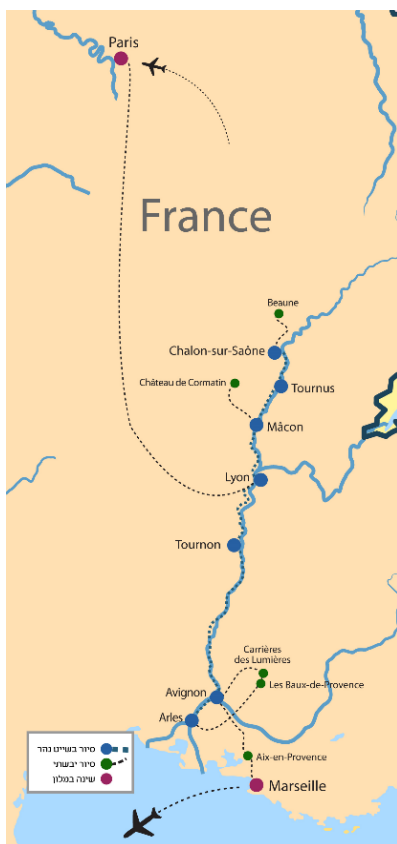 Paris
France
Beaune
Chalon-sur-Saône
Tournus
Château de Cormatin
Mâcon
Lyon
Tournon
Carrières
des Lumières
Les Baux-de-Provence
Avignon
Arles
סיור בשייט נהר
סיור יבשתי
שינה במלון
Aix-en-Provence
Marseille